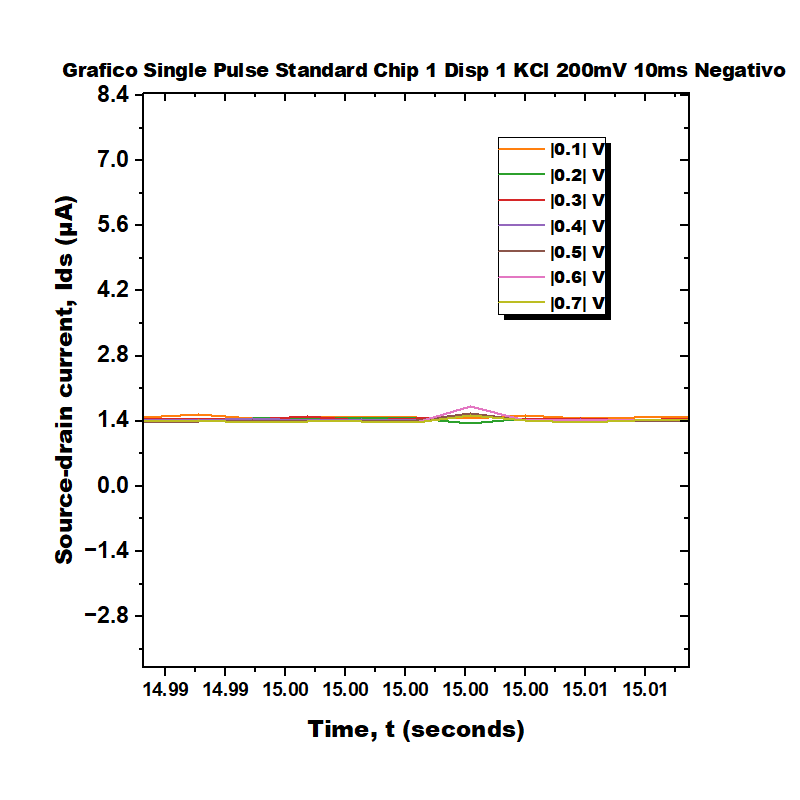 Grafico Single Pulse Standard Chip 1 Disp 1 KCl 200mV 10ms Negativo
8.4
7.0
5.6
4.2
2.8
1.4
0.0
−1.4
−2.8
Source-drain current, Ids (µA)
|0.1| V
|0.2| V
|0.3| V
|0.4| V
|0.5| V
|0.6| V
|0.7| V
14.99 14.99 15.00 15.00 15.00 15.00 15.00 15.01 15.01
Time, t (seconds)